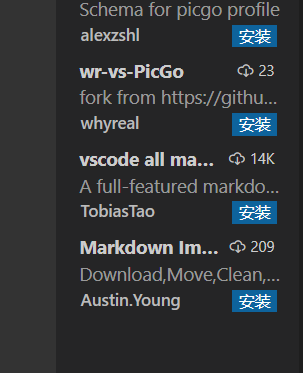 Schema for picgo profile
alexzshl
安装
wr-vs-PicGo 23
fork from https://githu...
whyreal
安装
vscode all ma... 14K
A full-featured markdo...
TobiasTao
安装
Markdown Im... 209
Download,Move,Clean,...
Austin.Young
安装